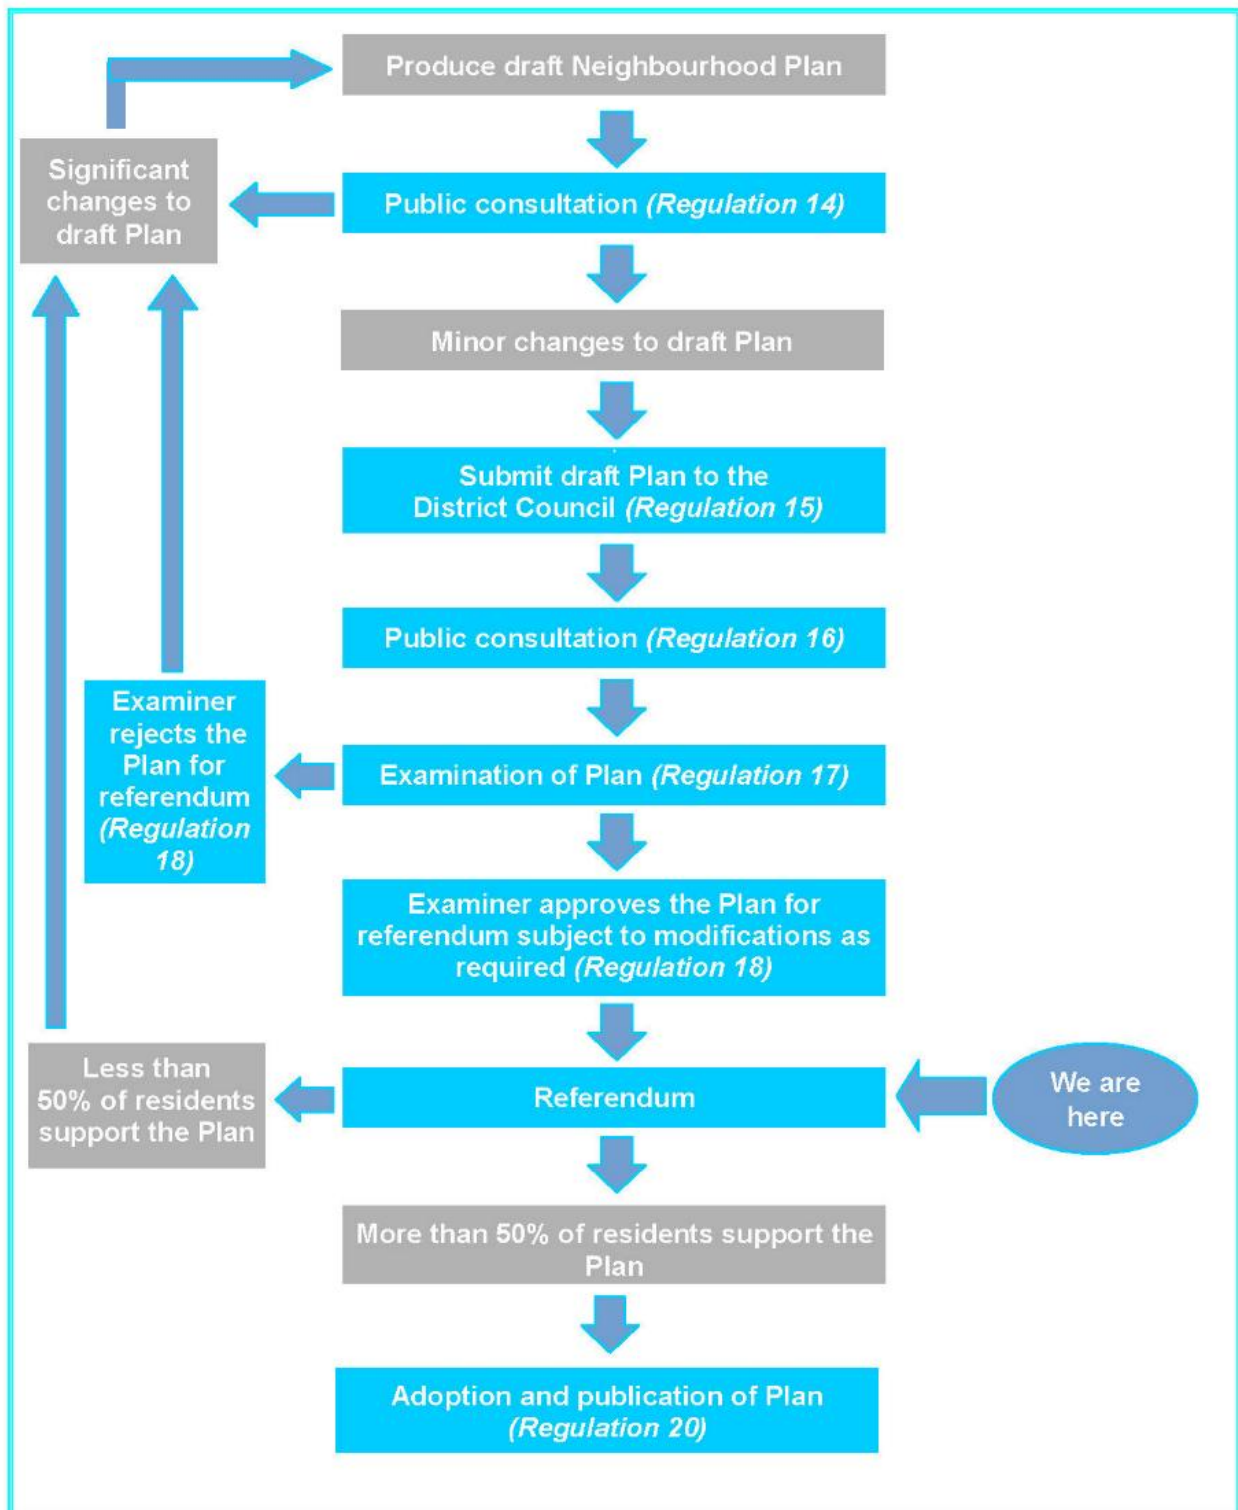 Produce draft Neighbourhood Plan
Significant
changes to
draft Plan
Public consultation (Regulation 14)
Minor changes to draft Plan
Submit draft Plan to the
District Council (Regulation 15)
Public consultation (Regulation 16)
Examiner
rejects the
Plan for
referendum
(Regulation
18)
Examination of Plan (Regulation 17)
Examiner approves the Plan for
referendum subject to modifications as
required (Regulation 18)
Less than
50% of residents
support the Plan
Referendum
We are
here
More than 50% of residents support the
Plan
Adoption and publication of Plan
(Regulation 20)